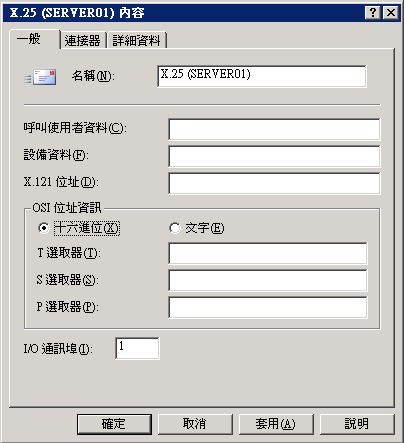 X.25 (SERVER01) 內容
一般 連接器 詳細資料
名稱(N): X.25 (SERVER01)
呼叫使用者資料(C):
設備資料(F):
X.121 位址(D):
OSI 位址資訊
十六進位(X) 文字(E)
T 選取器(T):
S 選取器(S):
P 選取器(P):
I/O 通訊埠(I): 1
確定 取消 套用(A) 說明